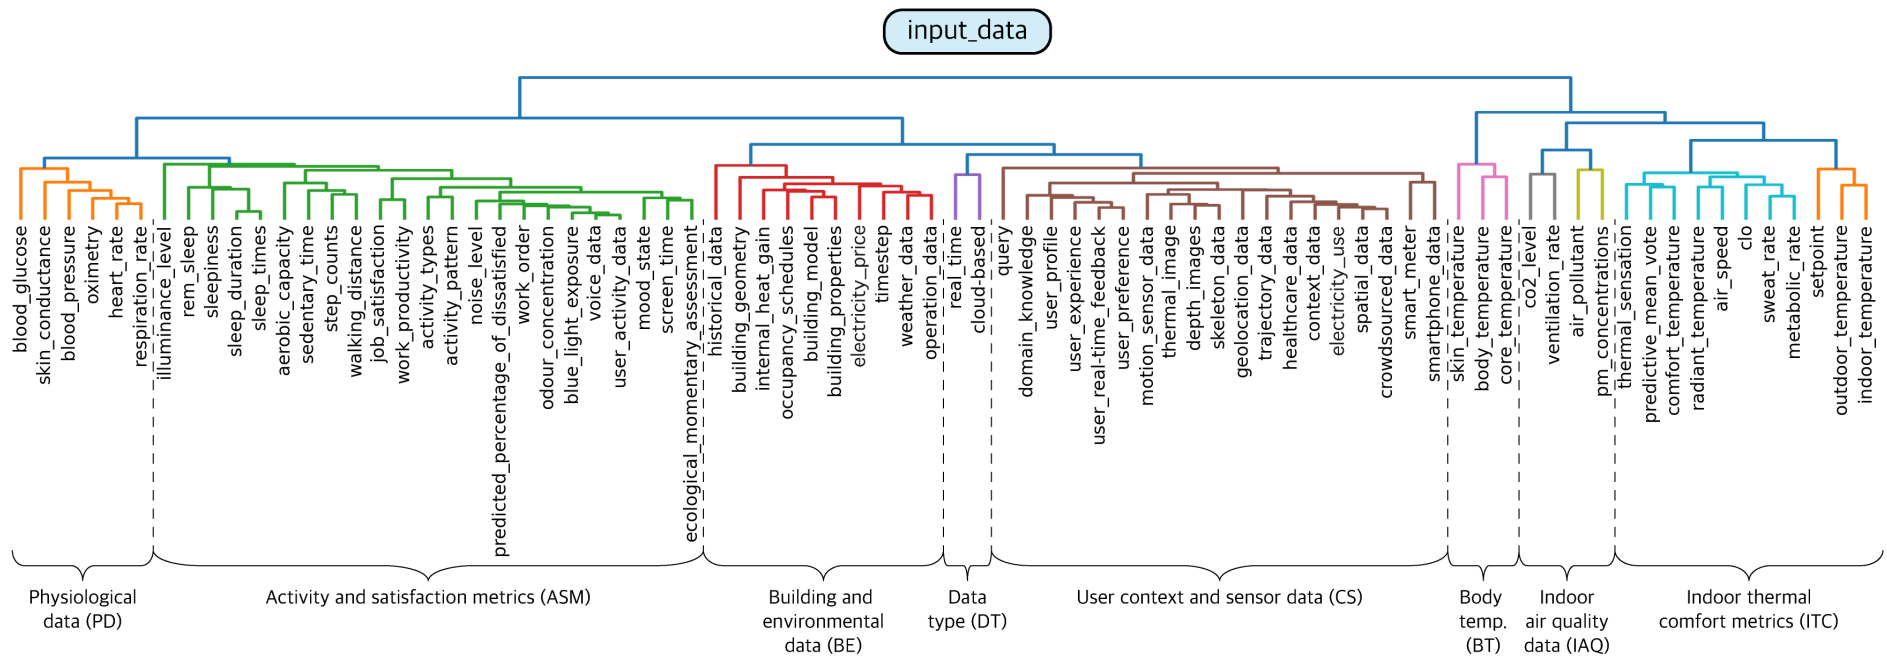 input_data
blood_glucose
skin_conductance
blood_pressure
oximetry
heart_rate
respiration_rate
illuminance_level
rem_sleep
sleepiness
sleep_duration
sleep_times
aerobic_capacity
sedentary_time
step_counts
walking_distance
job_satisfaction
work_productivity
activity_types
activity_pattern
noise_level
predicted_percentage_of_dissatisfied
work_order
odour_concentration
blue_light_exposure
voice_data
user_activity_data
mood_state
screen_time
ecological_momentary_assessment
historical_data
building_geometry
internal_heat_gain
occupancy_schedules
building_model
building_properties
electricity_price
timestep
weather_data
operation_data
real_time
cloud-based
query
domain_knowledge
user_profile
user_experience
user_real-time_feedback
user_preference
motion_sensor_data
thermal_image
depth_images
skeleton_data
geolocation_data
trajectory_data
healthcare_data
context_data
electricity_use
spatial_data
crowdsourced_data
smart_meter
smartphone_data
skin_temperature
body_temperature
core_temperature
co2_level
ventilation_rate
air_pollutant
pm_concentrations
thermal_sensation
predictive_mean_vote
comfort_temperature
radiant_temperature
air_speed
clo
sweat_rate
metabolic_rate
setpoint
outdoor_temperature
indoor_temperature
Physiological
data (PD)
Activity and satisfaction metrics (ASM)
Building and
environmental
data (BE)
Data
type (DT)
User context and sensor data (CS)
Body
temp.
(BT)
Indoor
air quality
data (IAQ)
Indoor thermal
comfort metrics (ITC)